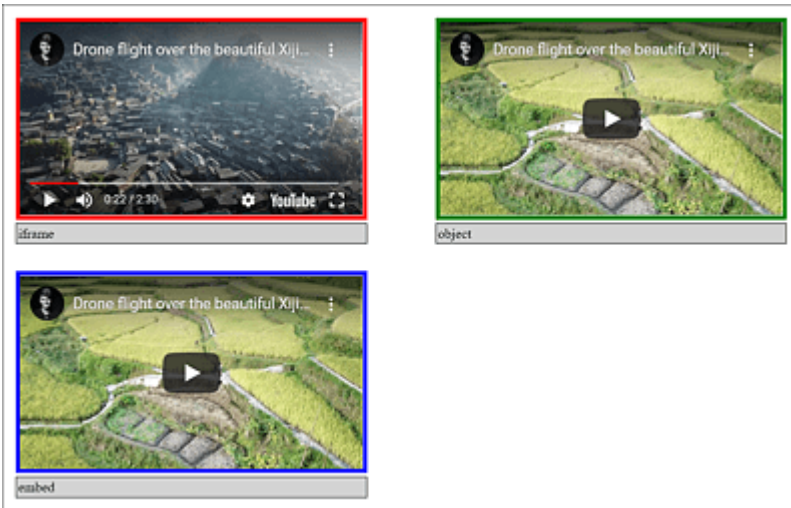 Drone flight over the beautiful Xiji...
0:22 / 2:30
YouTube
iframe
Drone flight over the beautiful Xiji...
object
Drone flight over the beautiful Xiji...
embed